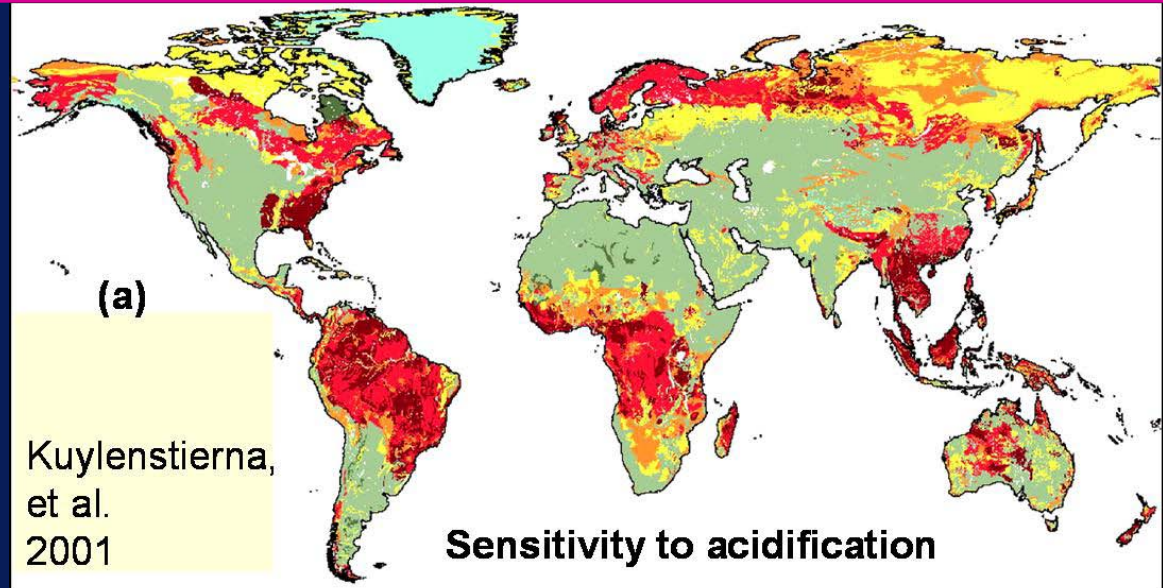 (a)
Kuylenstierna,
et al.
2001
Sensitivity to acidification